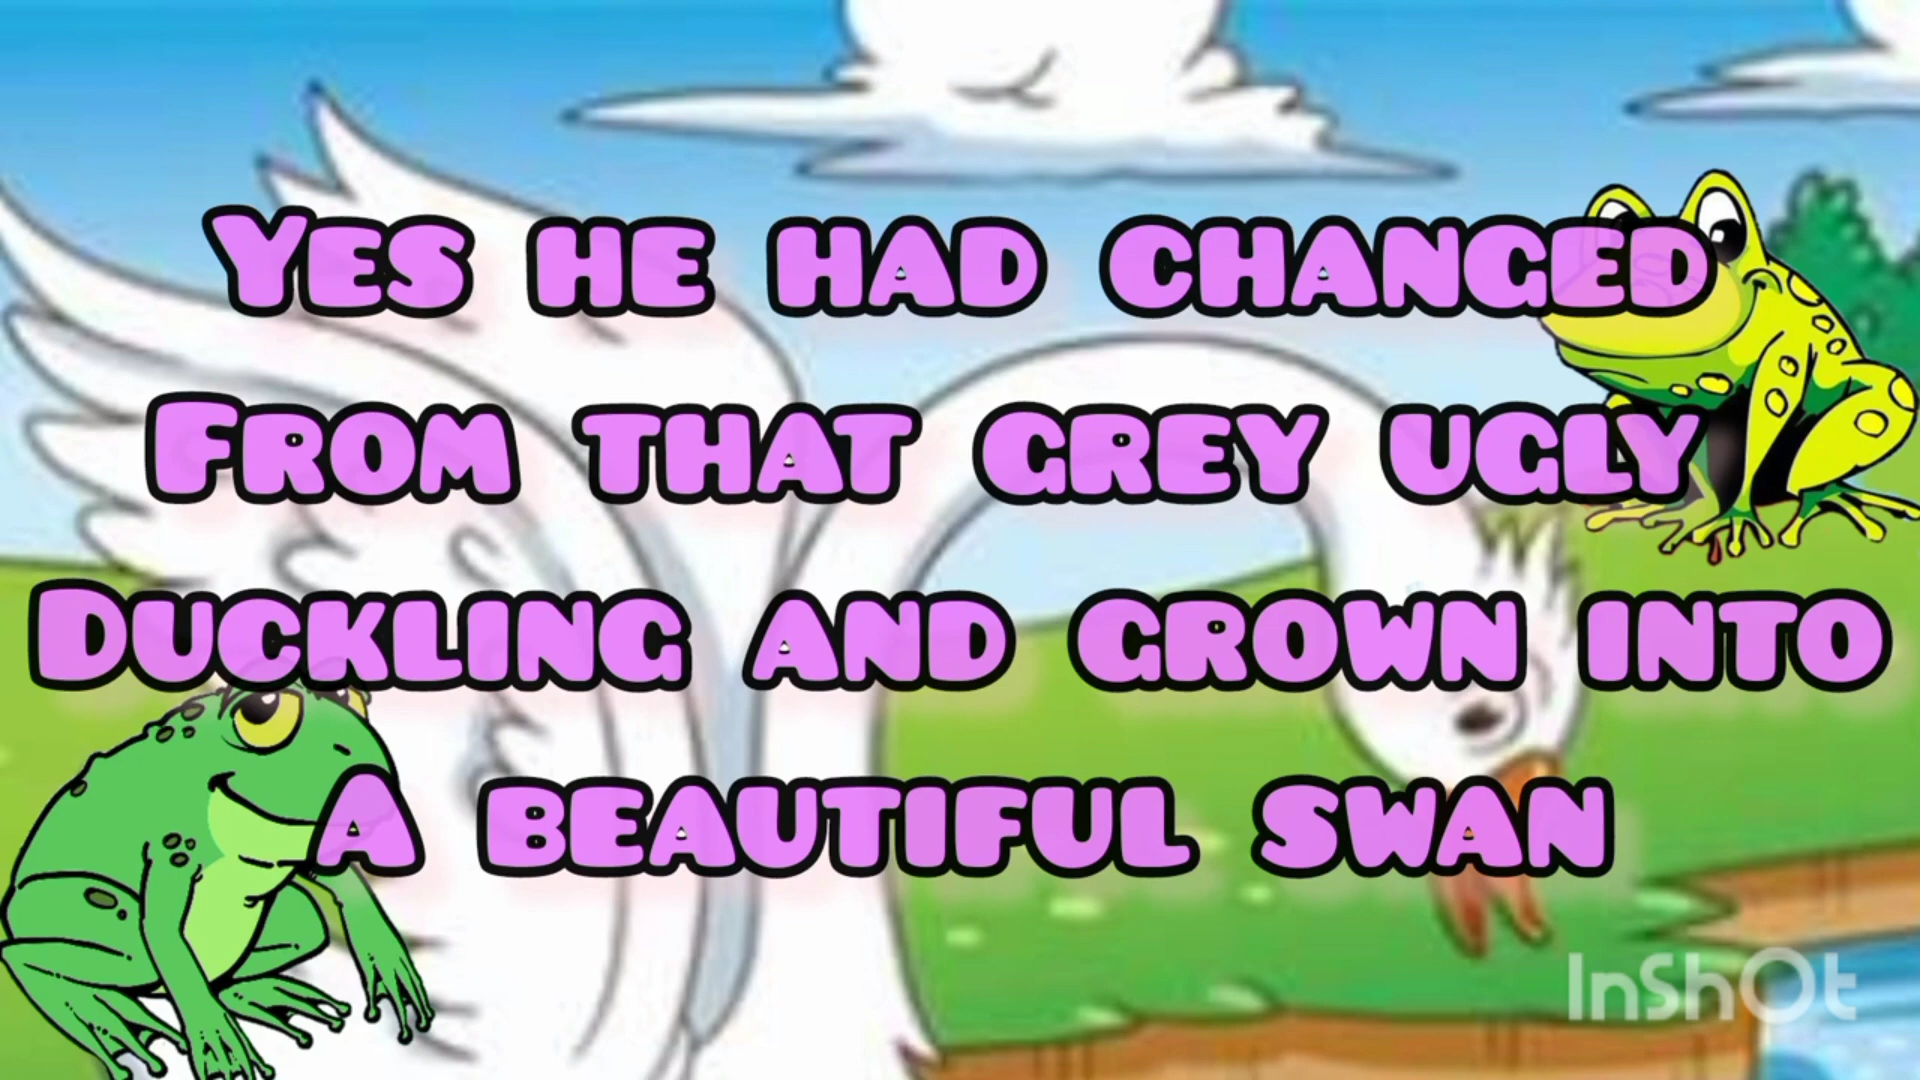 Yes he had changed
From that grey ugly
Duckling and grown into
A beautiful swan
InShOt